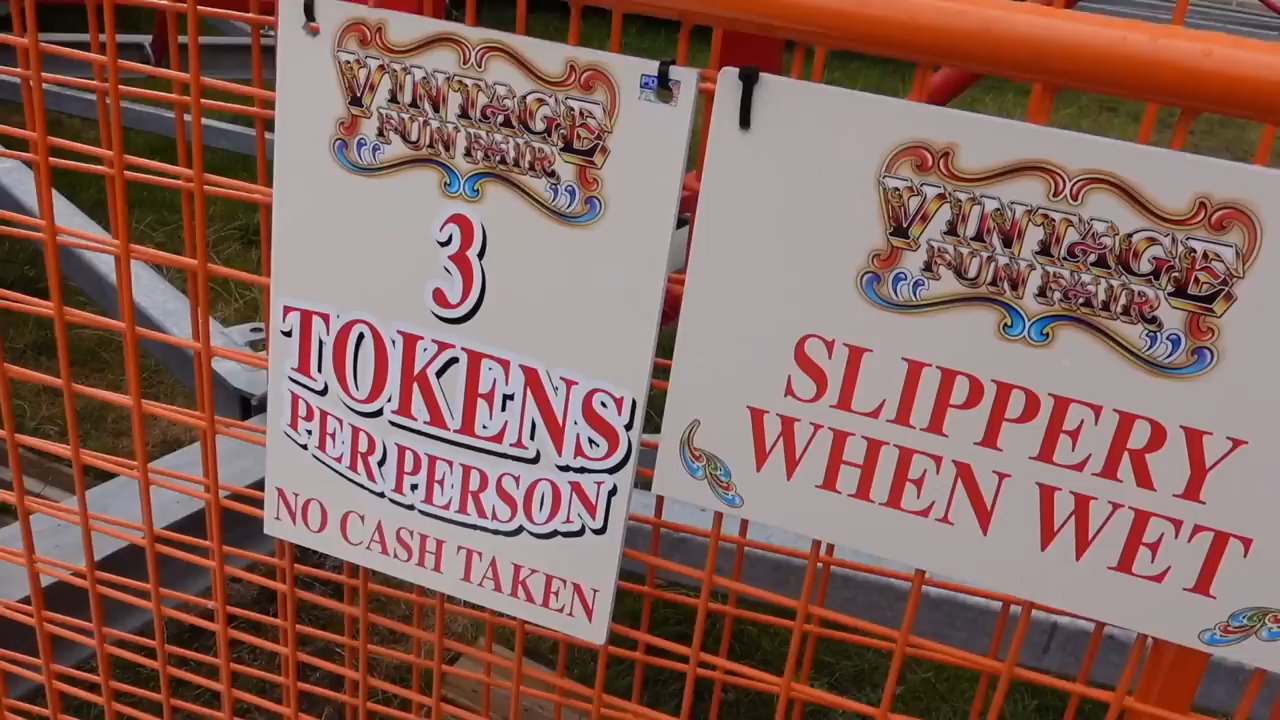 VINTAGE
FUN FAIR
3
TOKENS
PER PERSON
NO CASH TAKEN
VINTAGE
FUN FAIR
SLIPPERY
WHEN WET